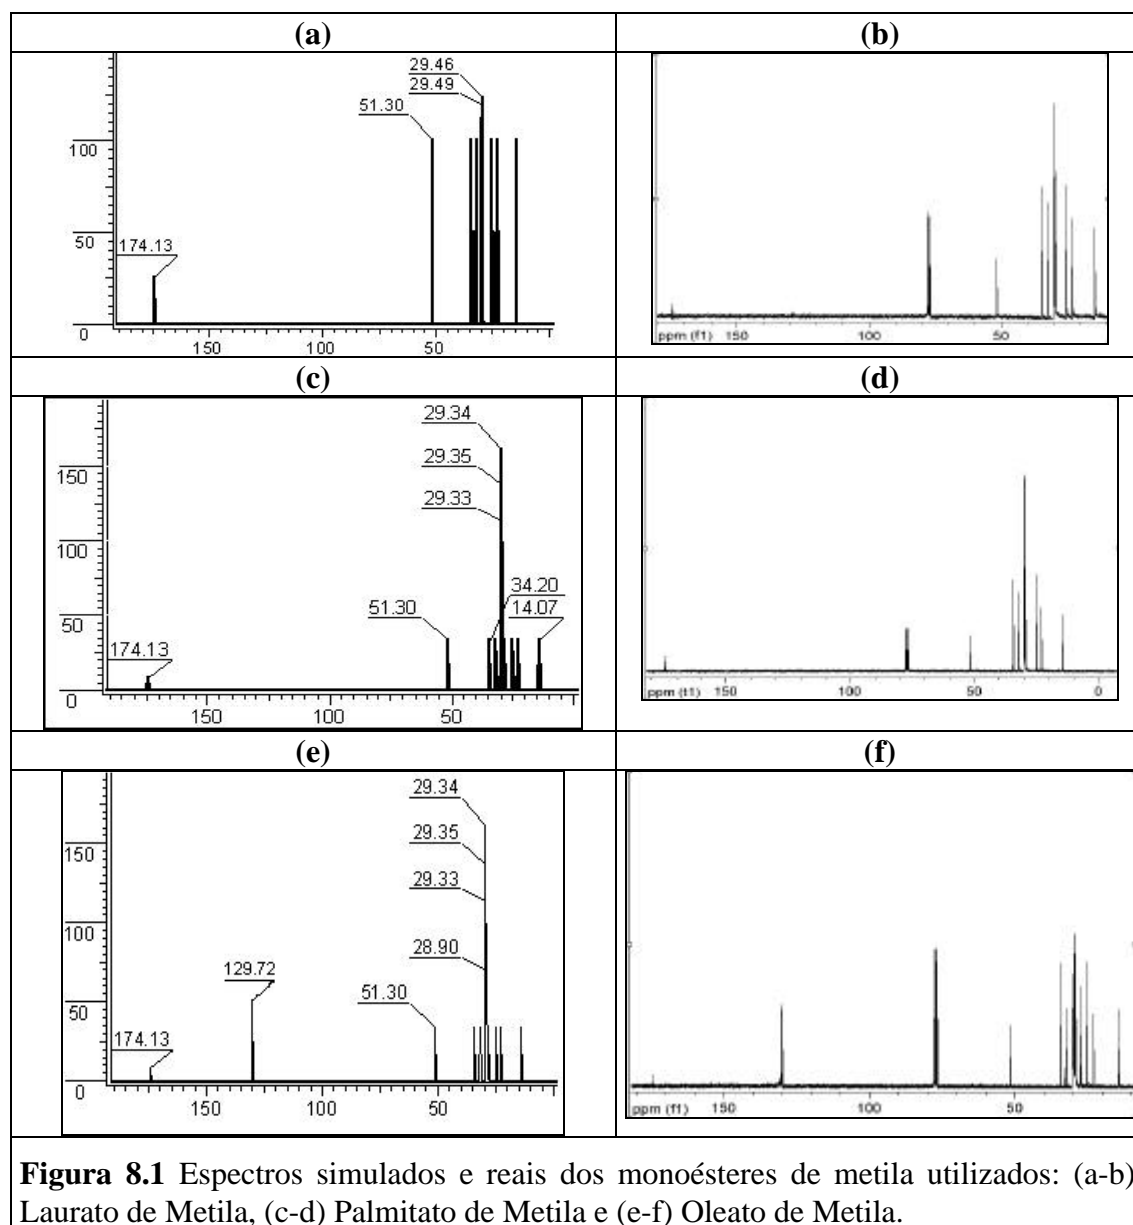 (a)
(b)
29.46
29.49
51.30
100
50
174.13
0
150 100 50
ppm (f1) 150 100 50
(c)
(d)
29.34
150
29.35
29.33
100
34.20
50
51.30
14.07
174.13
0
150 100 50
ppm (t1) 150 100 50 0
(e)
(f)
29.34
150
29.35
29.33
100
28.90
129.72
50
51.30
174.13
0
150 100 50
ppm (f1) 150 100 50
Figura 8.1 Espectros simulados e reais dos monoésteres de metila utilizados: (a-b)
Laurato de Metila, (c-d) Palmitato de Metila e (e-f) Oleato de Metila.